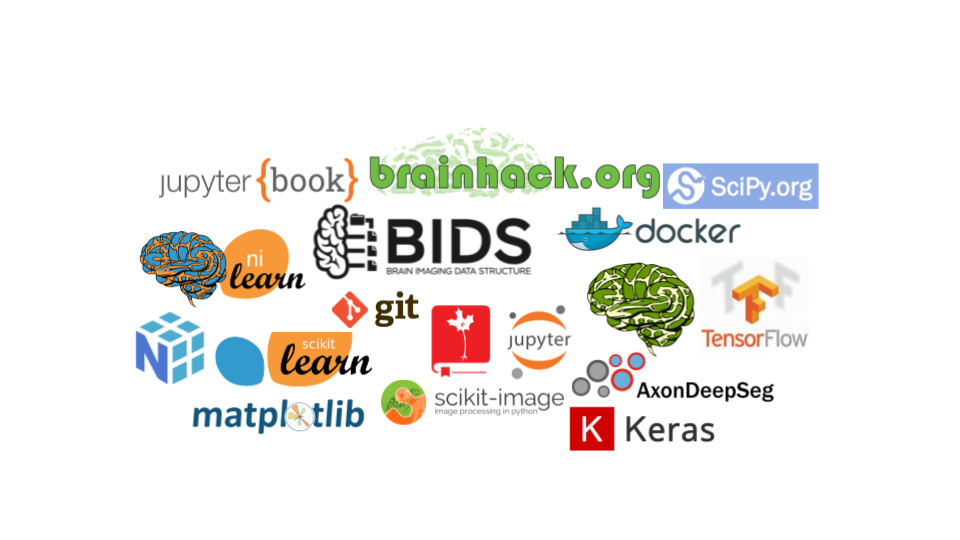 jupyter {book}
brainhack.org
SciPy.org
ni
learn
BIDS
BRAIN IMAGING DATA STRUCTURE
docker
git
jupyter
TF
TensorFlow
N
scikit
learn
AxonDeepSeg
matplotlib
scikit-image
image processing in python
K Keras